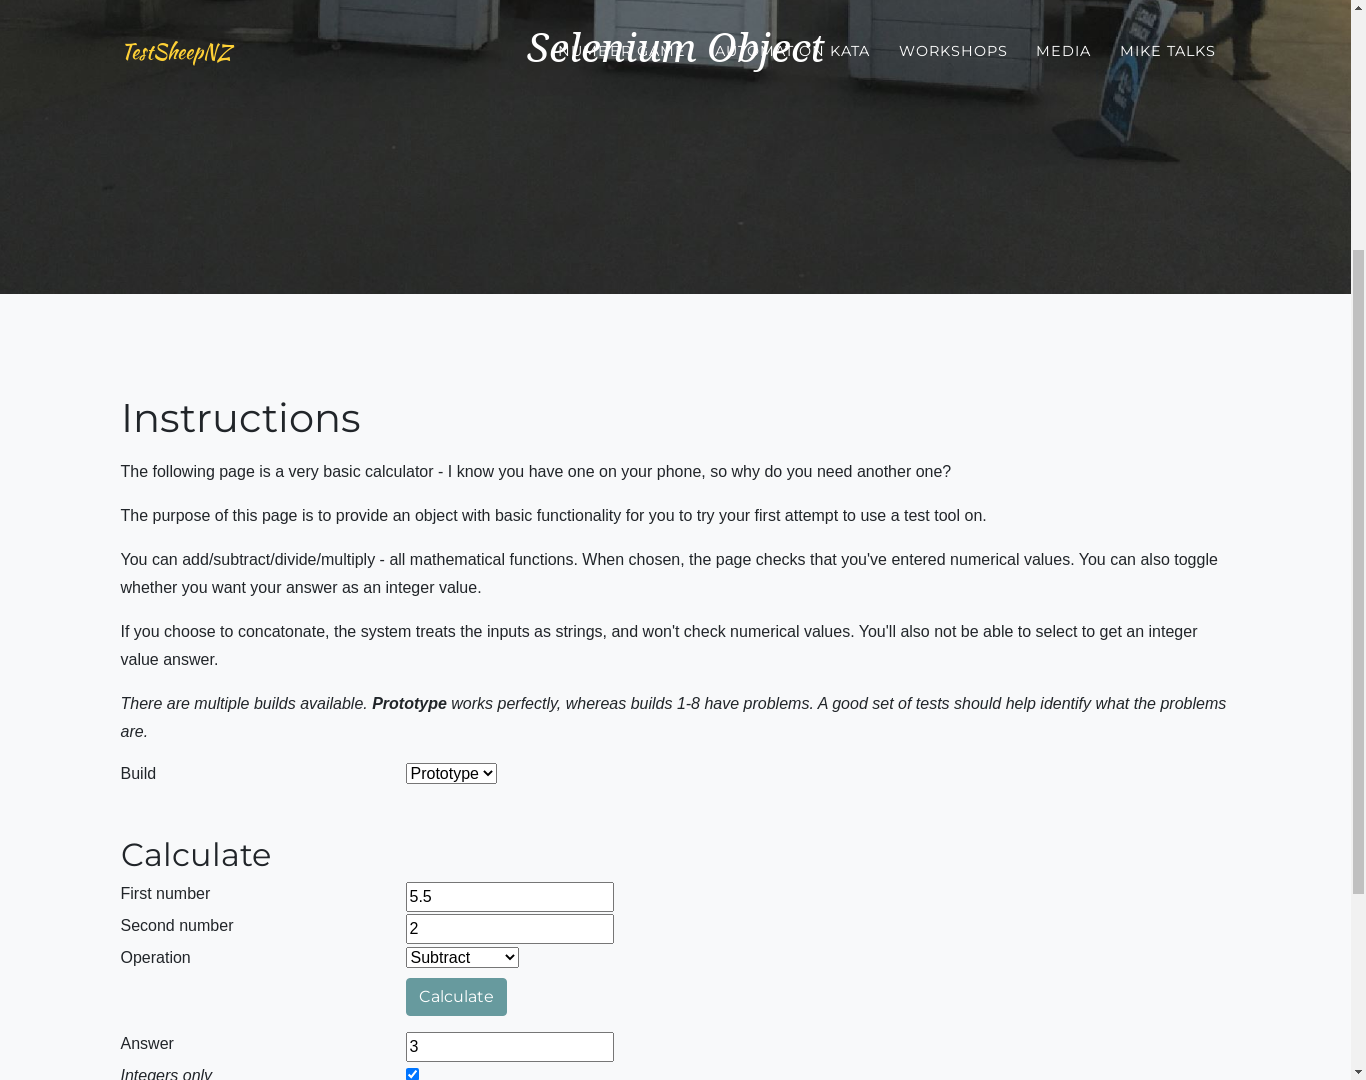 TestSheepNZ
NUMBER GAME AUTOMATION KATA WORKSHOPS MEDIA MIKE TALKS
Selenium Object
Instructions
The following page is a very basic calculator - I know you have one on your phone, so why do you need another one?
The purpose of this page is to provide an object with basic functionality for you to try your first attempt to use a test tool on.
You can add/subtract/divide/multiply - all mathematical functions. When chosen, the page checks that you've entered numerical values. You can also toggle
whether you want your answer as an integer value.
If you choose to concatonate, the system treats the inputs as strings, and won't check numerical values. You'll also not be able to select to get an integer
value answer.
There are multiple builds available. Prototype works perfectly, whereas builds 1-8 have problems. A good set of tests should help identify what the problems
are.
Build Prototype
Calculate
First number 5.5
Second number 2
Operation Subtract
Calculate
Answer 3
Integers only